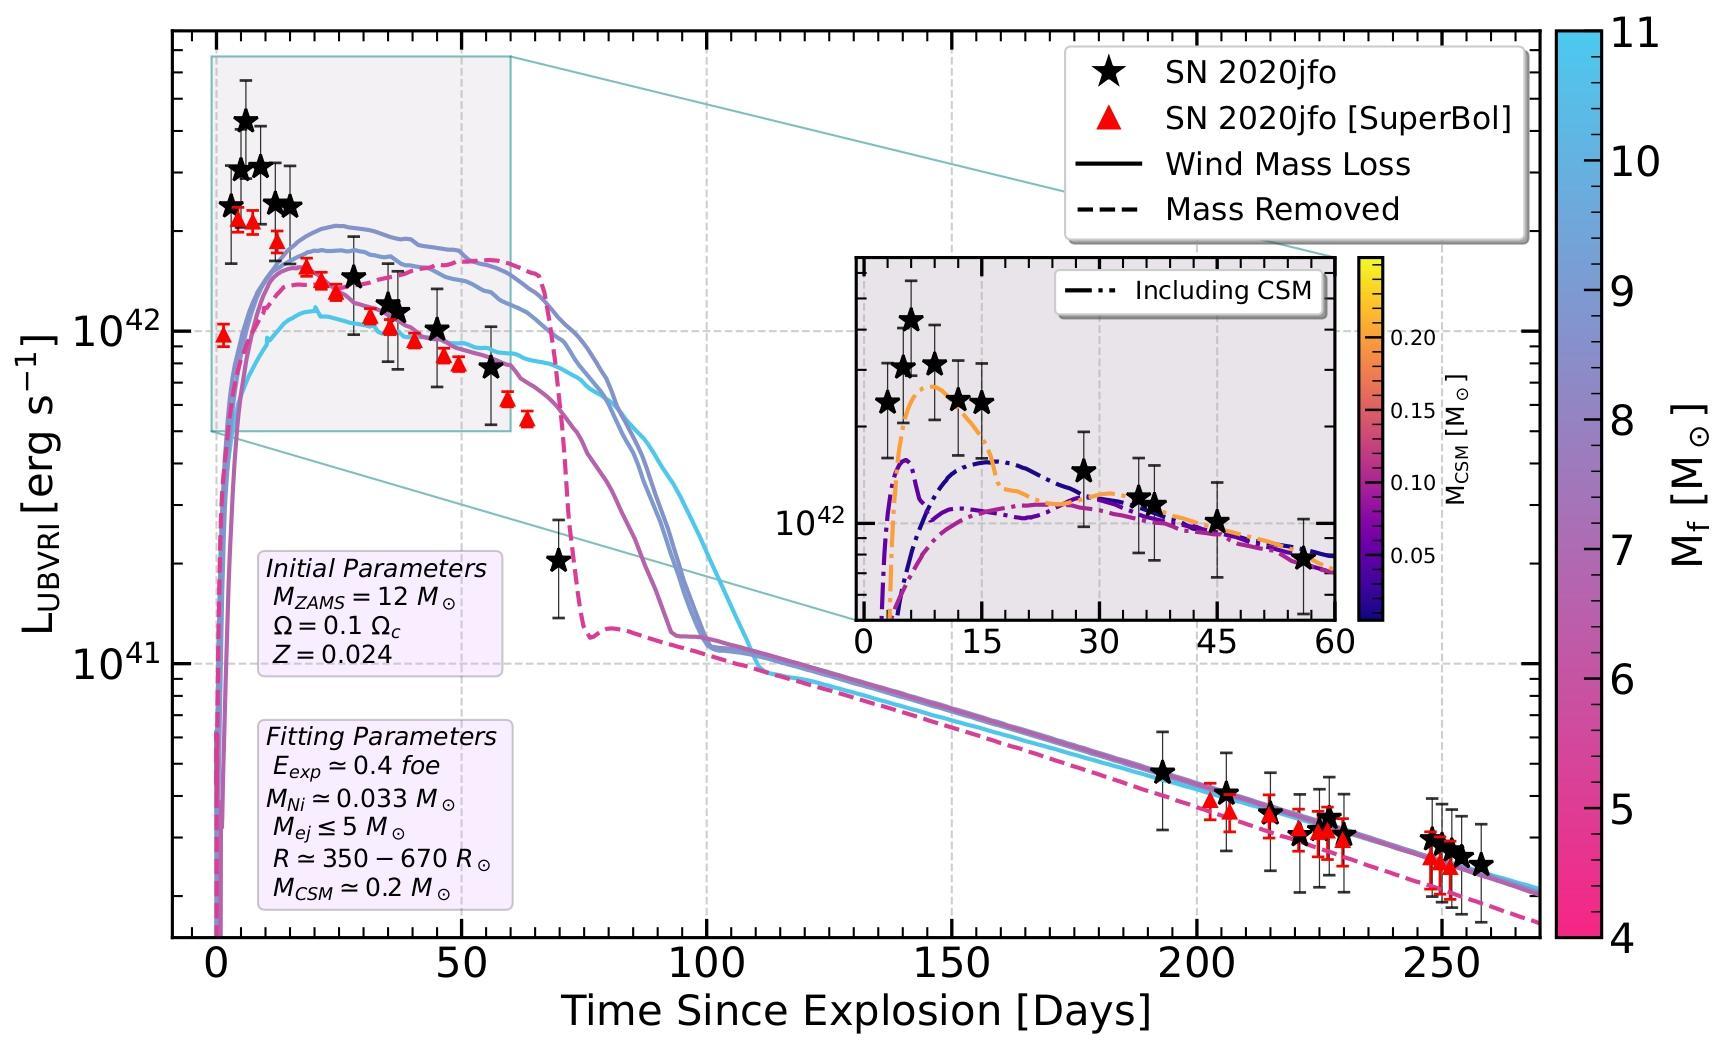 SN 2020jfo
SN 2020jfo [SuperBol]
Wind Mass Loss
Mass Removed
Including CSM
L_UBVRI [erg s⁻¹]
10⁴²
10⁴¹
0 50 100 150 200 250
Time Since Explosion [Days]
Initial Parameters
M_ZAMS = 12 M_⊙
Ω = 0.1 Ω_c
Z = 0.024
Fitting Parameters
E_exp ≃ 0.4 foe
M_Ni ≃ 0.033 M_⊙
M_ej ≤ 5 M_⊙
R ≃ 350 − 670 R_⊙
M_CSM ≃ 0.2 M_⊙
10⁴²
0 15 30 45 60
0.20
0.15
0.10
0.05
M_CSM [M_⊙]
11
10
9
8
7
6
5
4
M_f [M_⊙]